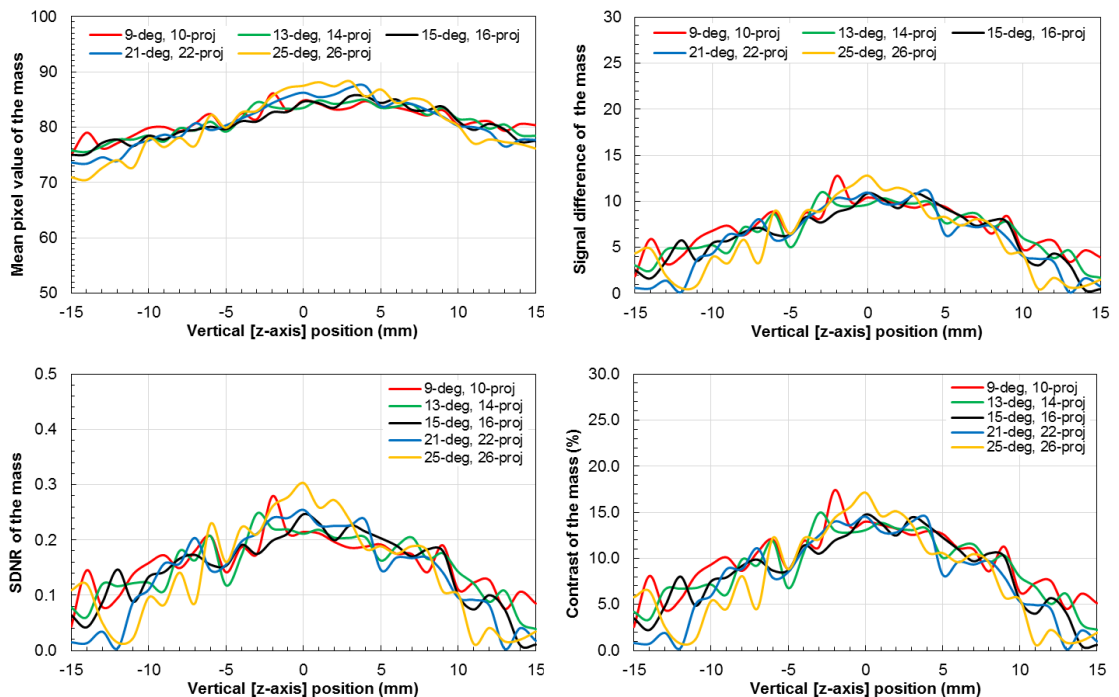 100
90
80
70
60
50
Mean pixel value of the mass
9-deg, 10-proj 13-deg, 14-proj 15-deg, 16-proj
21-deg, 22-proj 25-deg, 26-proj
-15 -10 -5 0 5 10 15
Vertical [z-axis] position (mm)
30
25
20
15
10
5
0
Signal difference of the mass
9-deg, 10-proj 13-deg, 14-proj 15-deg, 16-proj
21-deg, 22-proj 25-deg, 26-proj
-15 -10 -5 0 5 10 15
Vertical [z-axis] position (mm)
0.5
0.4
0.3
0.2
0.1
0.0
SDNR of the mass
9-deg, 10-proj
13-deg, 14-proj
15-deg, 16-proj
21-deg, 22-proj
25-deg, 26-proj
-15 -10 -5 0 5 10 15
Vertical [z-axis] position (mm)
30.0
25.0
20.0
15.0
10.0
5.0
0.0
Contrast of the mass (%)
9-deg, 10-proj
13-deg, 14-proj
15-deg, 16-proj
21-deg, 22-proj
25-deg, 26-proj
-15 -10 -5 0 5 10 15
Vertical [z-axis] position (mm)